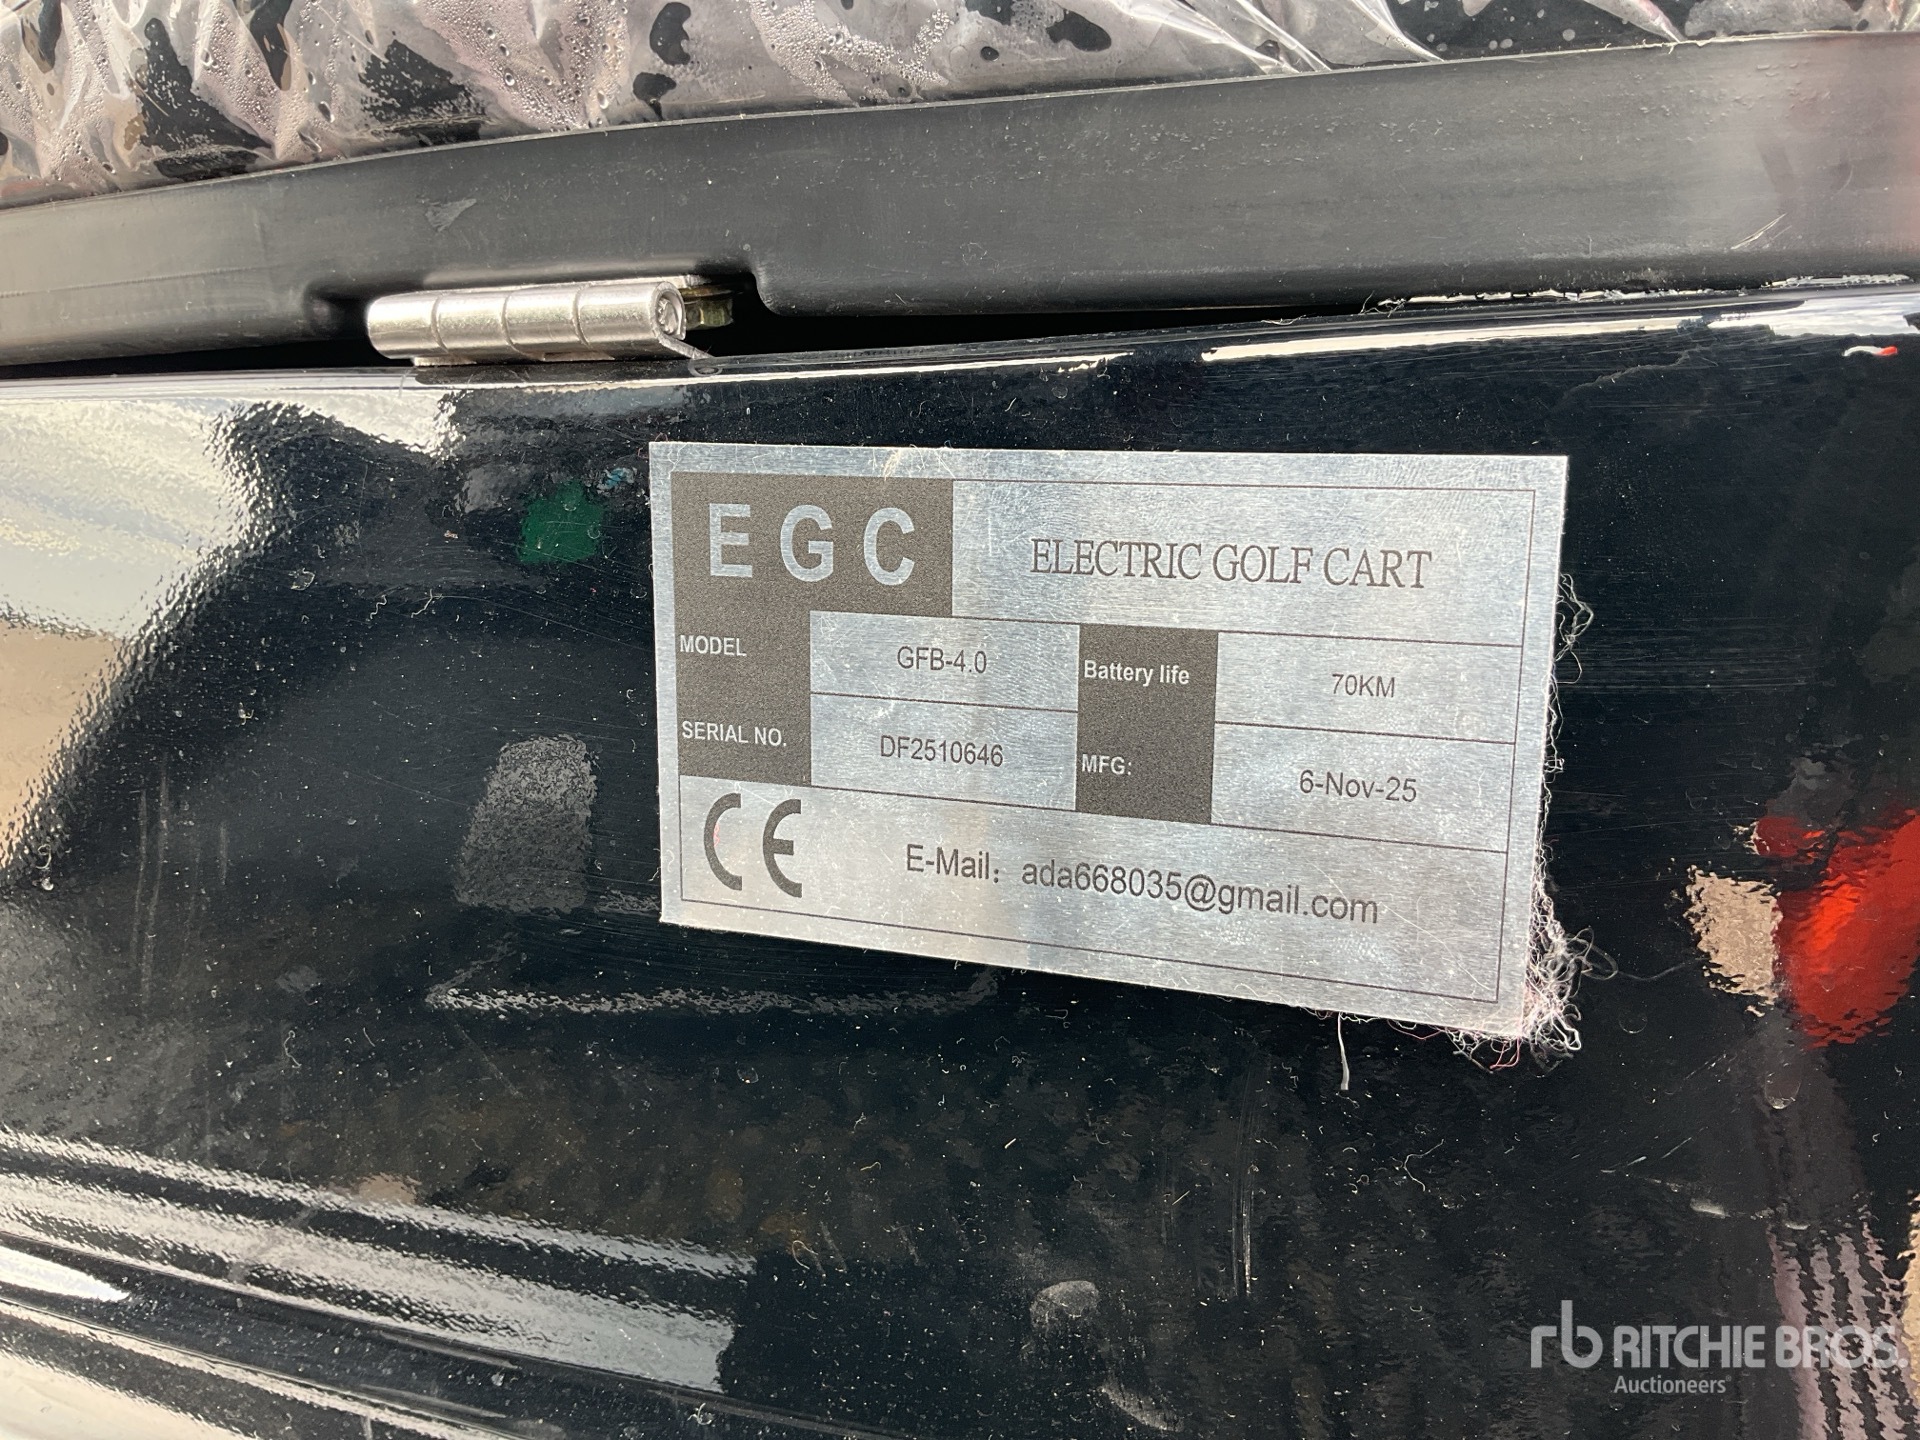 EGC
ELECTRIC GOLF CART
MODEL
GFB-4.0
Battery life
70KM
SERIAL NO.
DF2510646
MFG:
6-Nov-25
CE
E-Mail: ada668035@gmail.com
rb RITCHIE BROS.
Auctioneers